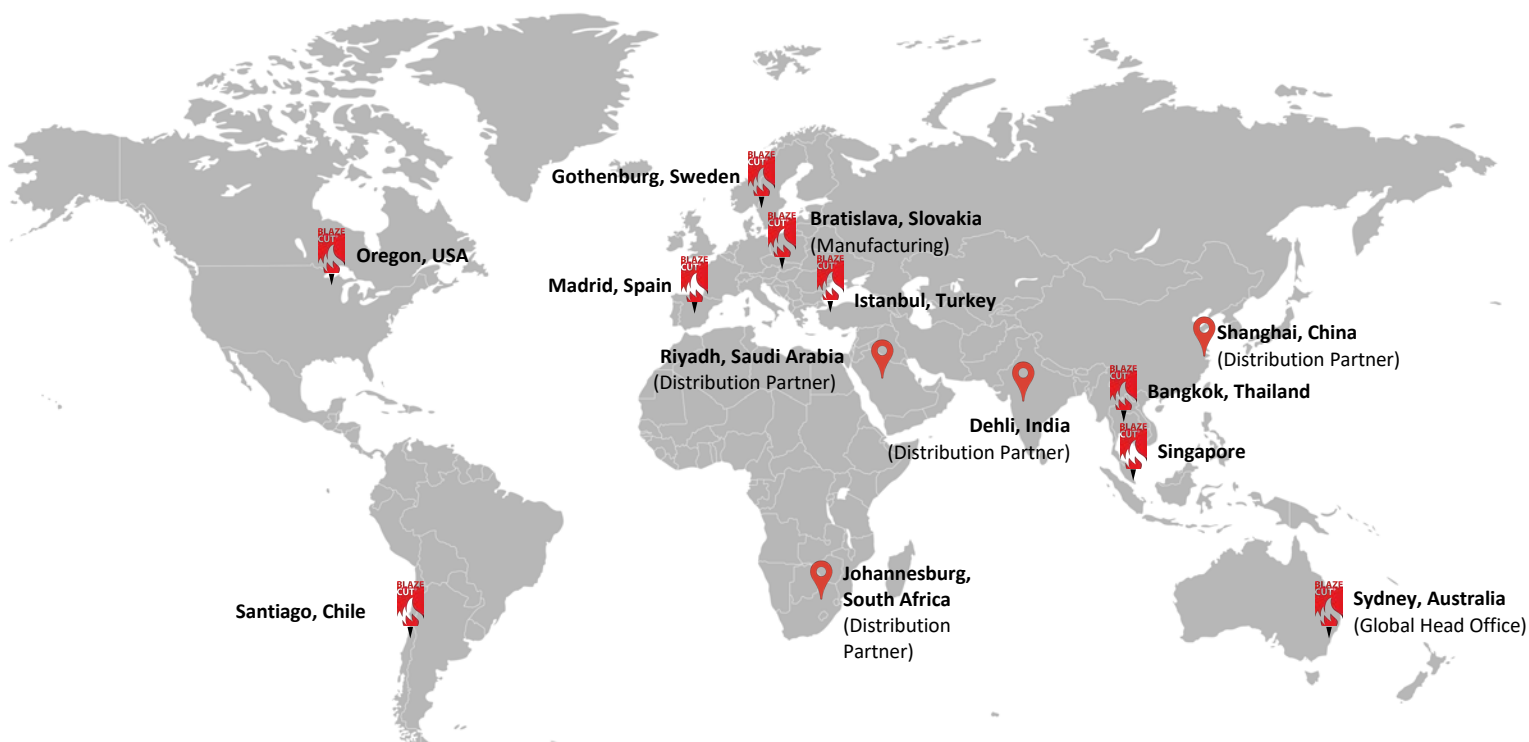 BLAZE
CUT
Gothenburg, Sweden
BLAZE
CUT
Bratislava, Slovakia
(Manufacturing)
BLAZE
CUT
Oregon, USA
BLAZE
CUT
Madrid, Spain
BLAZE
CUT
Istanbul, Turkey
Shanghai, China
(Distribution Partner)
Riyadh, Saudi Arabia
(Distribution Partner)
BLAZE
CUT
Bangkok, Thailand
Dehli, India
(Distribution Partner)
BLAZE
CUT
Singapore
Johannesburg,
South Africa
(Distribution
Partner)
BLAZE
CUT
Santiago, Chile
BLAZE
CUT
Sydney, Australia
(Global Head Office)